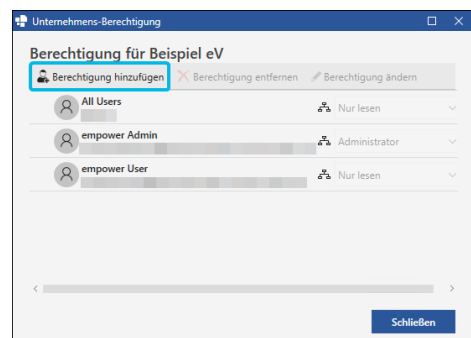 Unternehmens-Berechtigung
Berechtigung für Beispiel eV
Berechtigung hinzufügen Berechtigung entfernen Berechtigung ändern
All Users
Nur lesen
empower Admin
Administrator
empower User
Nur lesen
Schließen